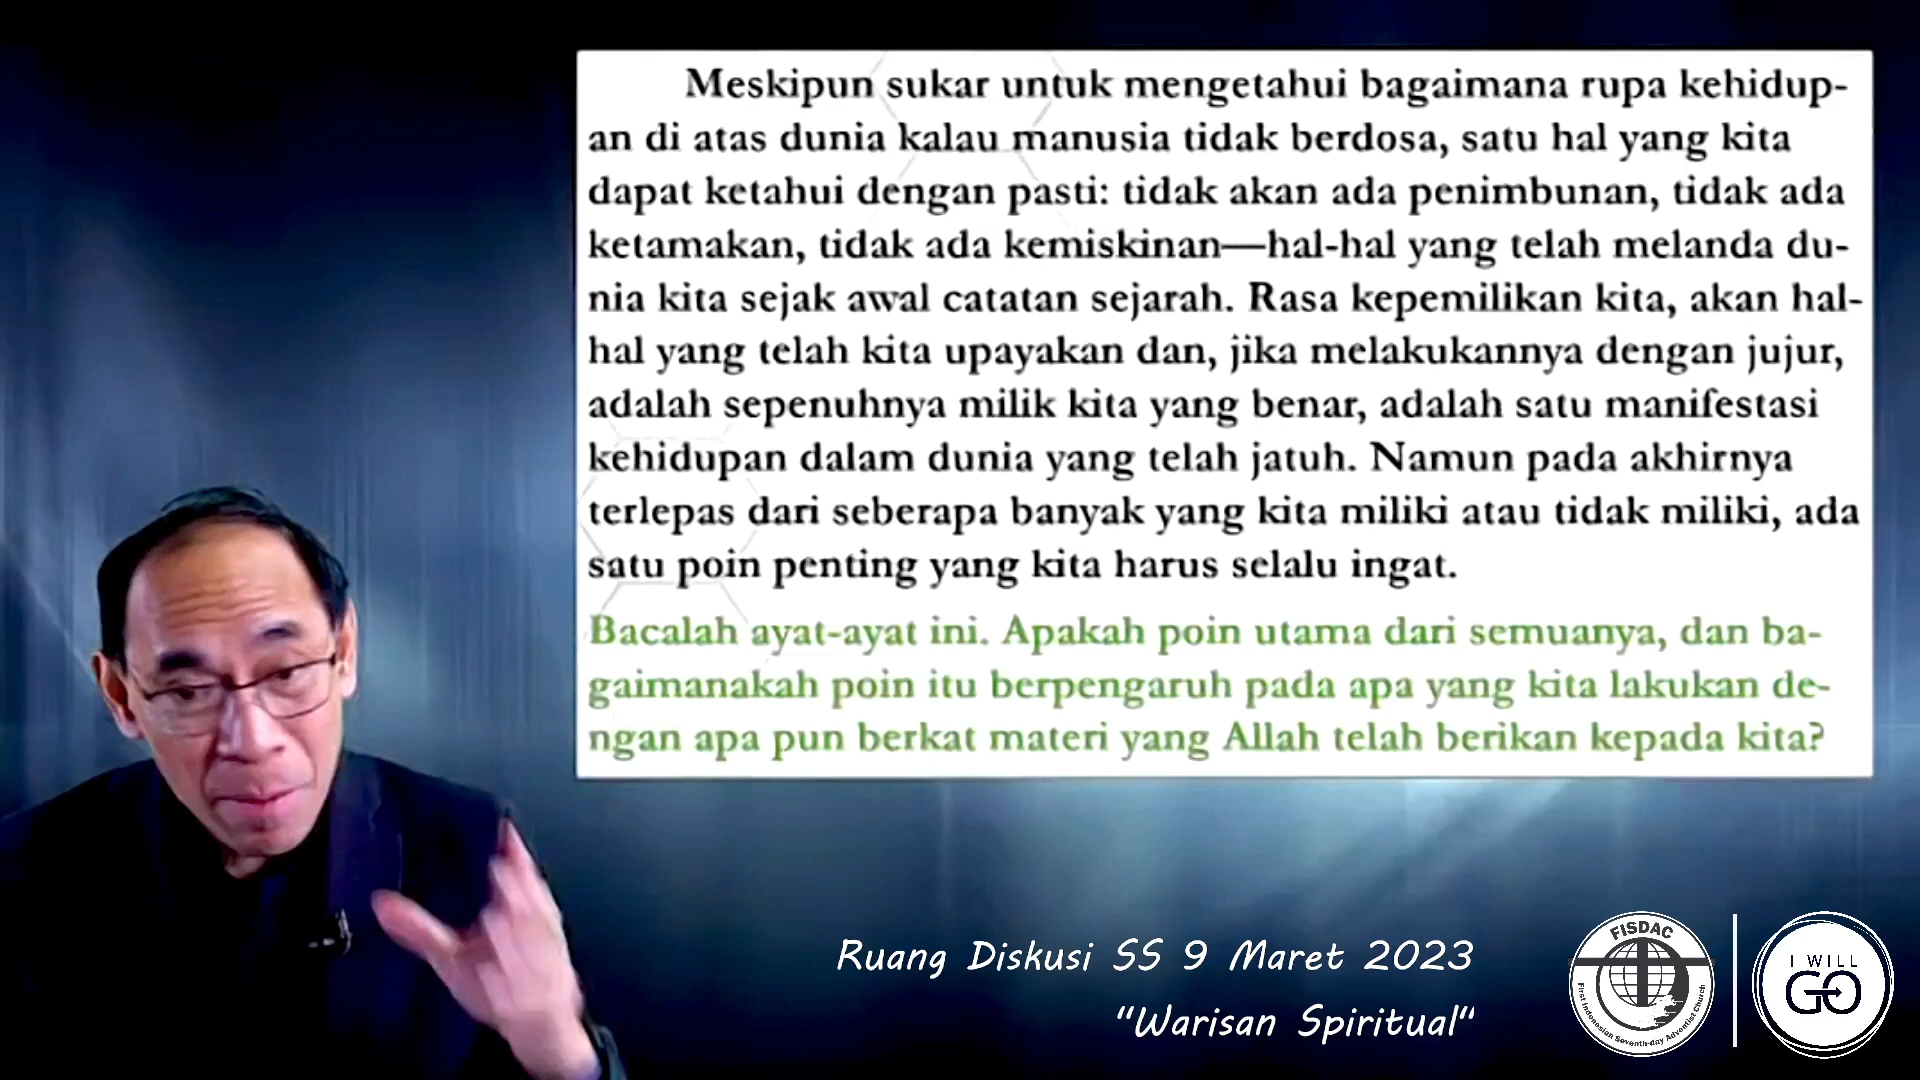 Meskipun sukar untuk mengetahui bagaimana rupa kehidup-
an di atas dunia kalau manusia tidak berdosa, satu hal yang kita
dapat ketahui dengan pasti: tidak akan ada penimbunan, tidak ada
ketamakan, tidak ada kemiskinan—hal-hal yang telah melanda du-
nia kita sejak awal catatan sejarah. Rasa kepemilikan kita, akan hal-
hal yang telah kita upayakan dan, jika melakukannya dengan jujur,
adalah sepenuhnya milik kita yang benar, adalah satu manifestasi
kehidupan dalam dunia yang telah jatuh. Namun pada akhirnya
terlepas dari seberapa banyak yang kita miliki atau tidak miliki, ada
satu poin penting yang kita harus selalu ingat.
Bacalah ayat-ayat ini. Apakah poin utama dari semuanya, dan ba-
gaimanakah poin itu berpengaruh pada apa yang kita lakukan de-
ngan apa pun berkat materi yang Allah telah berikan kepada kita?
Ruang Diskusi SS 9 Maret 2023
"Warisan Spiritual"
FISDAC
First Indonesian Seventh-day Adventist Church
I WILL
GO